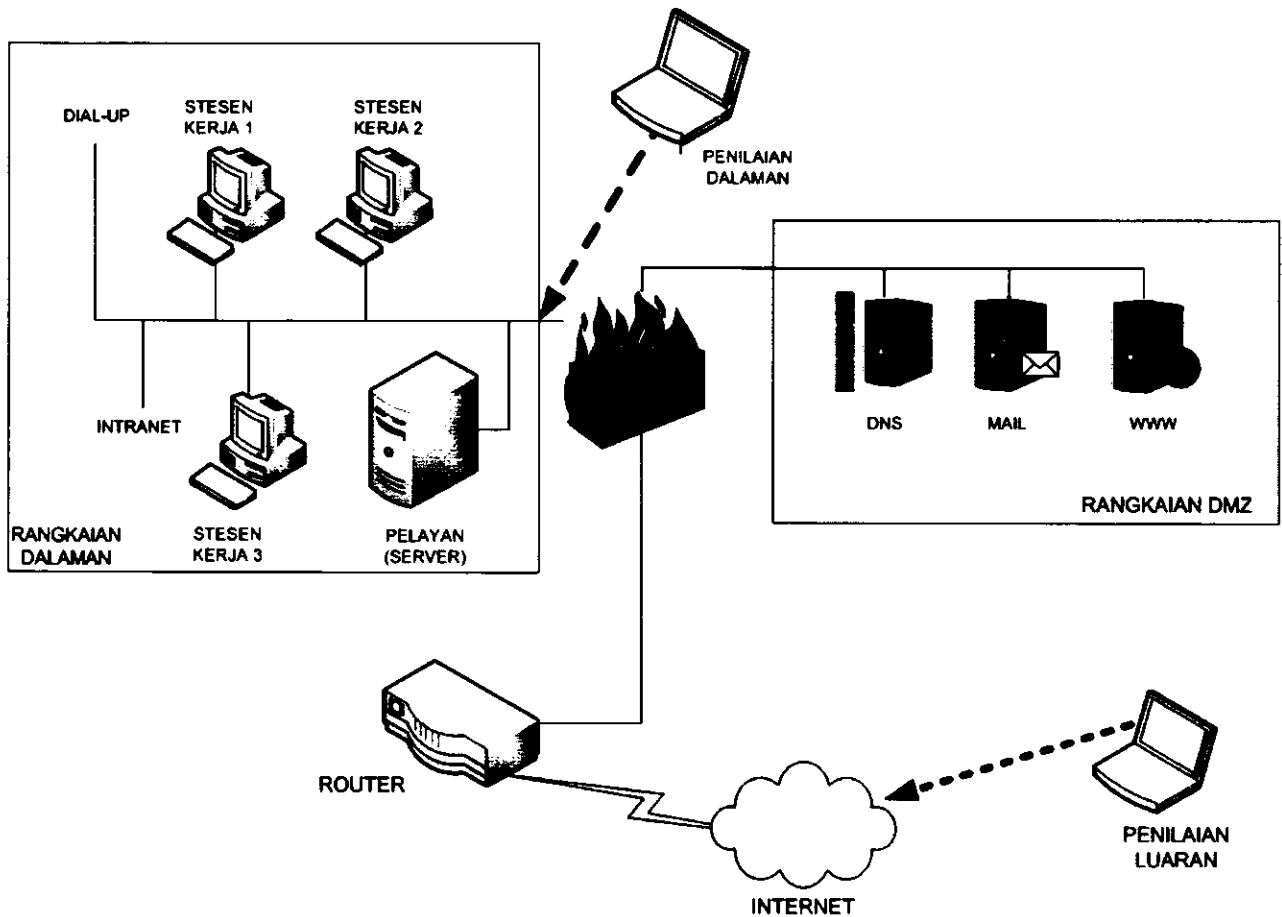 DIAL-UP
STESEN
KERJA 1
STESEN
KERJA 2
PENILAIAN
DALAMAN
INTRANET
DNS
MAIL
WWW
RANGKAIAN DMZ
RANGKAIAN
DALAMAN
STESEN
KERJA 3
PELAYAN
(SERVER)
ROUTER
PENILAIAN
LUARAN
INTERNET